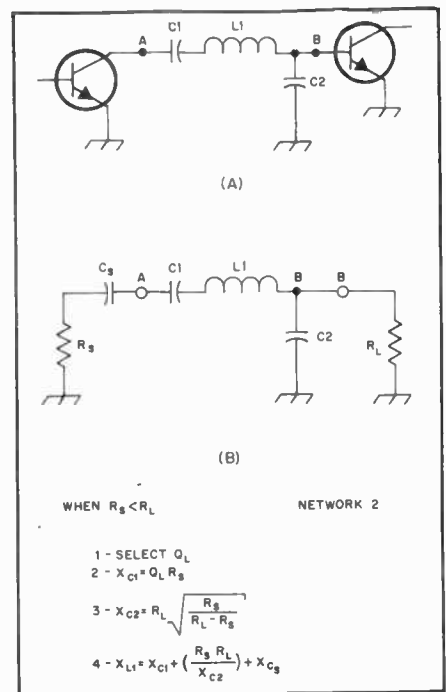 A C1 L1 B
C2
(A)
Cs A C1 L1 B B
Rs C2 RL
(B)
WHEN Rs<RL NETWORK 2
1 - SELECT QL
2 - XC1 = QL Rs
3 - XC2 = RL √(Rs / (RL - Rs))
4 - XL1 = XC1 + (Rs RL / XC2) + XCs